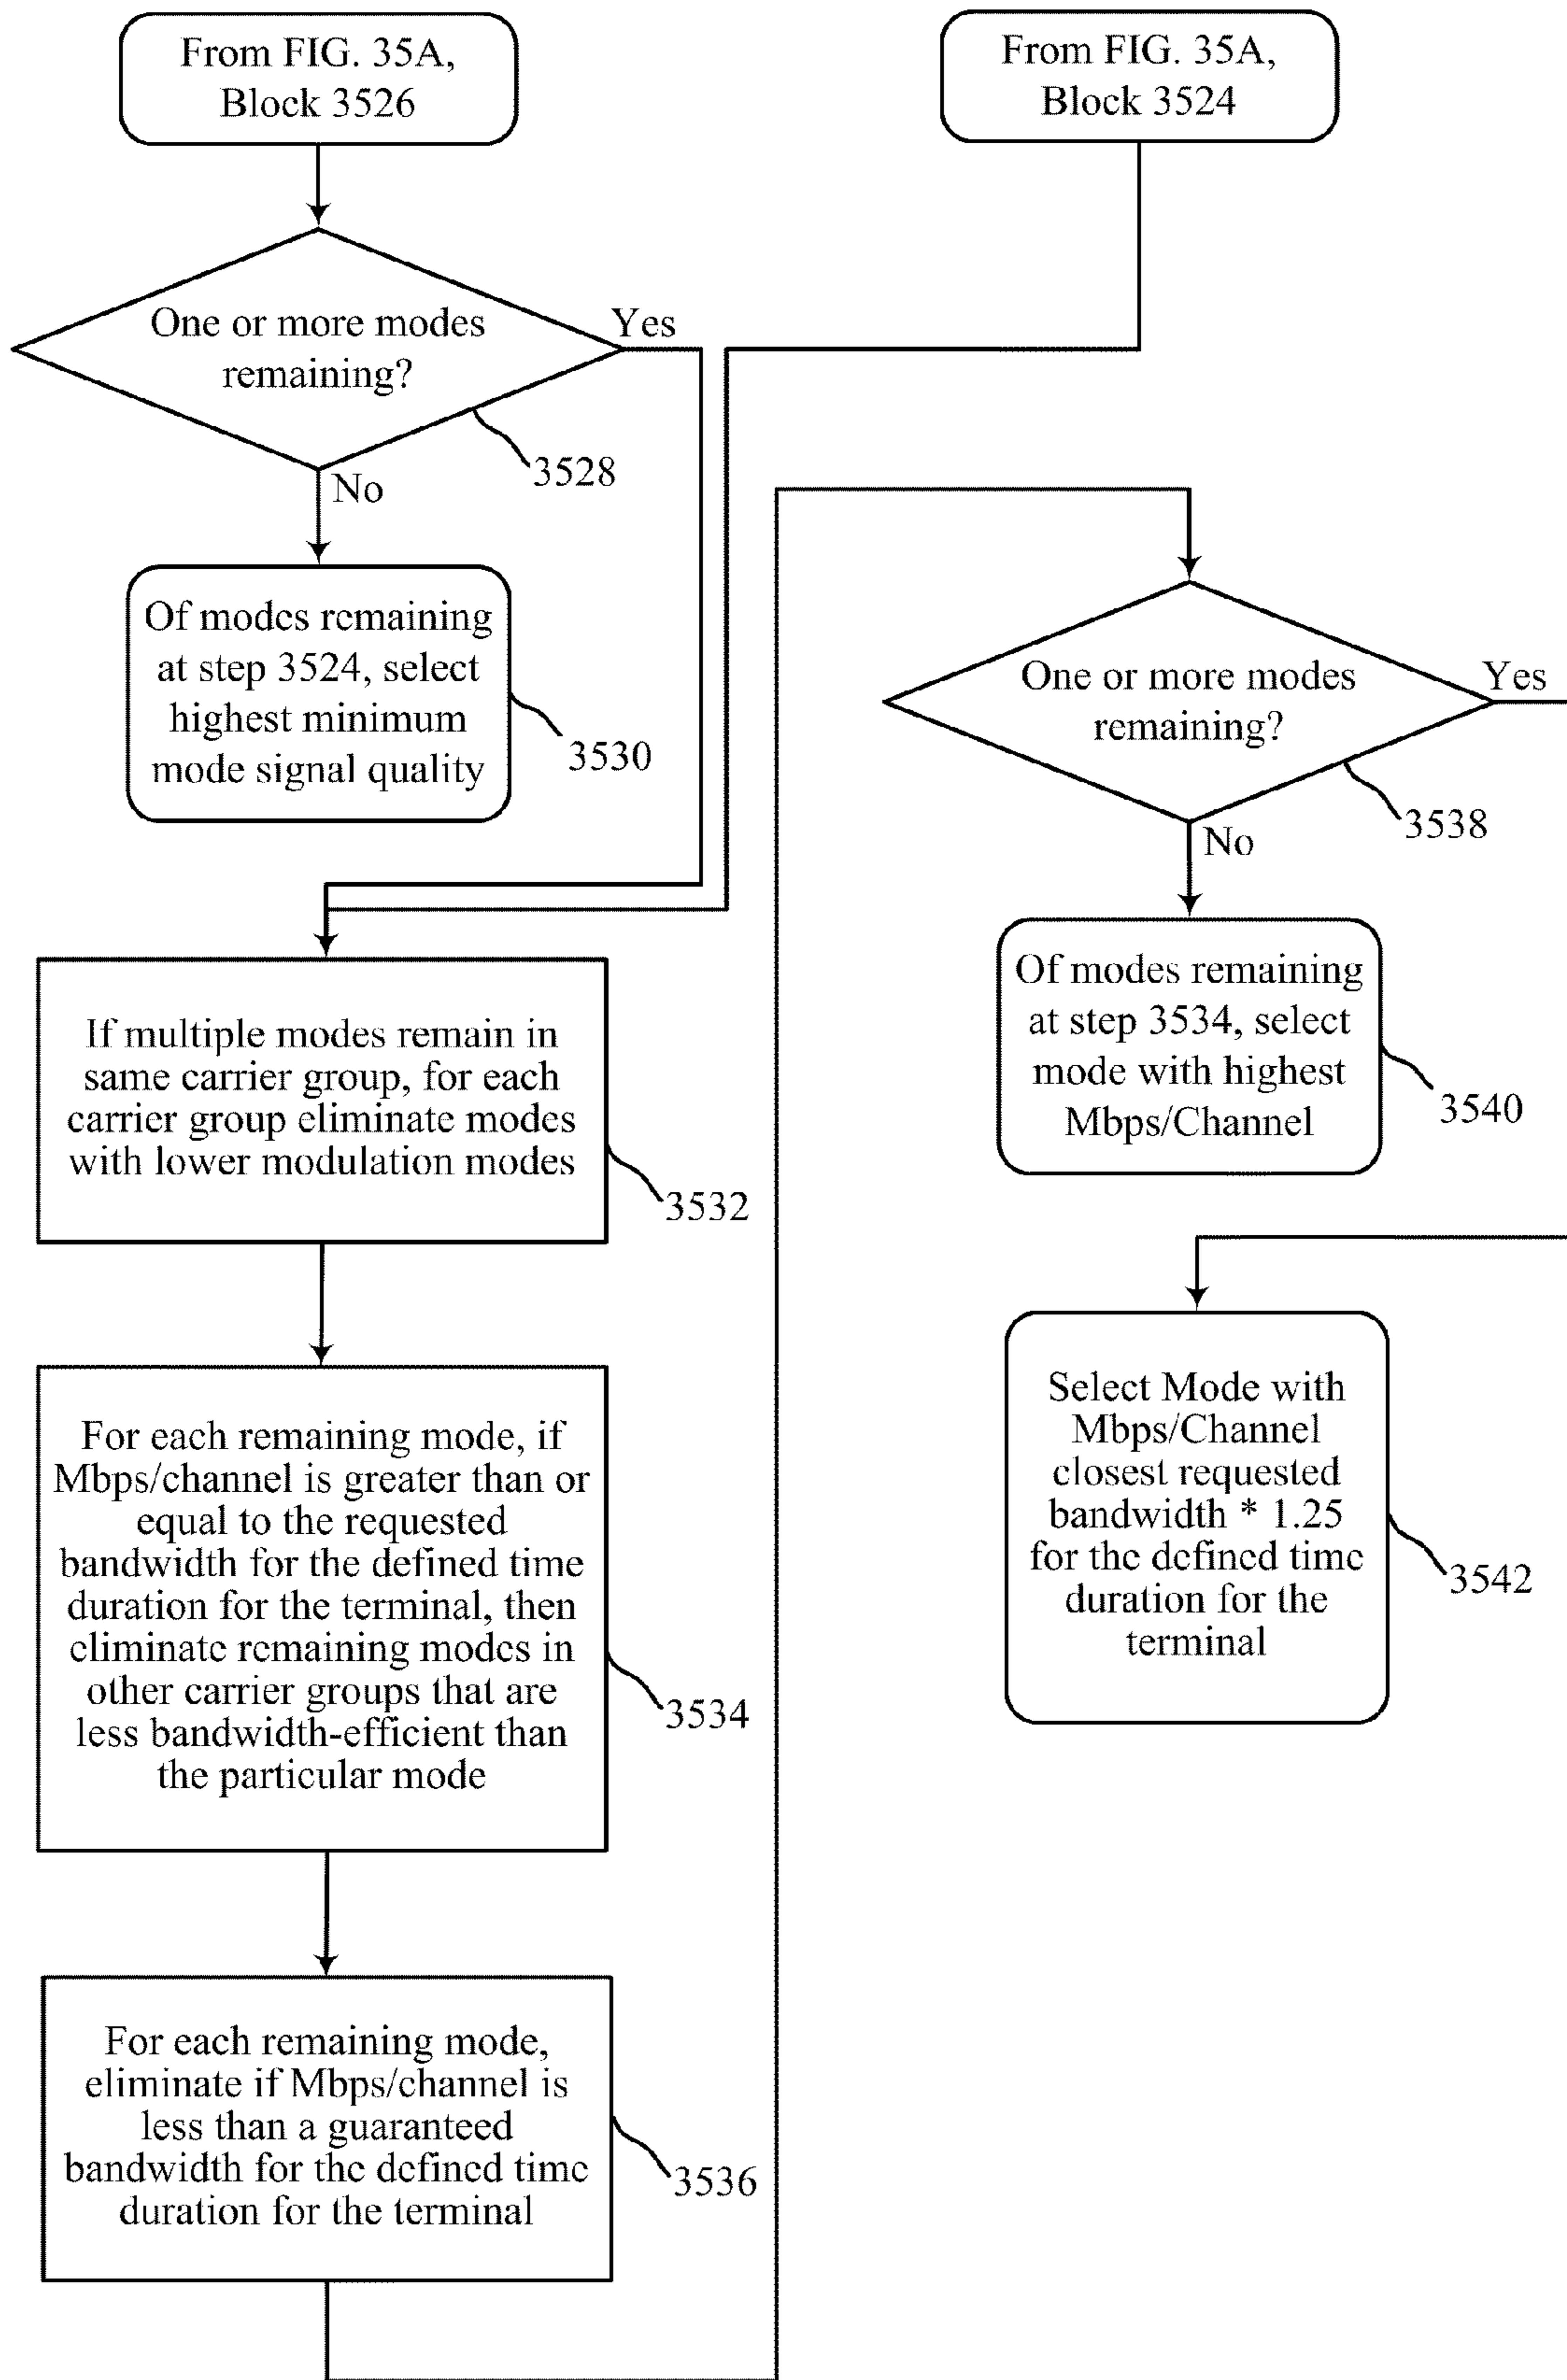 From FIG. 35A,
Block 3526
One or more modes
remaining?
Yes
3528
No
Of modes remaining
at step 3524, select
highest minimum
mode signal quality
3530
If multiple modes remain in
same carrier group, for each
carrier group eliminate modes
with lower modulation modes
3532
For each remaining mode, if
Mbps/channel is greater than or
equal to the requested
bandwidth for the defined time
duration for the terminal, then
eliminate remaining modes in
other carrier groups that are
less bandwidth-efficient than
the particular mode
3534
For each remaining mode,
eliminate if Mbps/channel is
less than a guaranteed
bandwidth for the defined time
duration for the terminal
3536
From FIG. 35A,
Block 3524
One or more modes
remaining?
Yes
3538
No
Of modes remaining
at step 3534, select
mode with highest
Mbps/Channel
3540
Select Mode with
Mbps/Channel
closest requested
bandwidth * 1.25
for the defined time
duration for the
terminal
3542